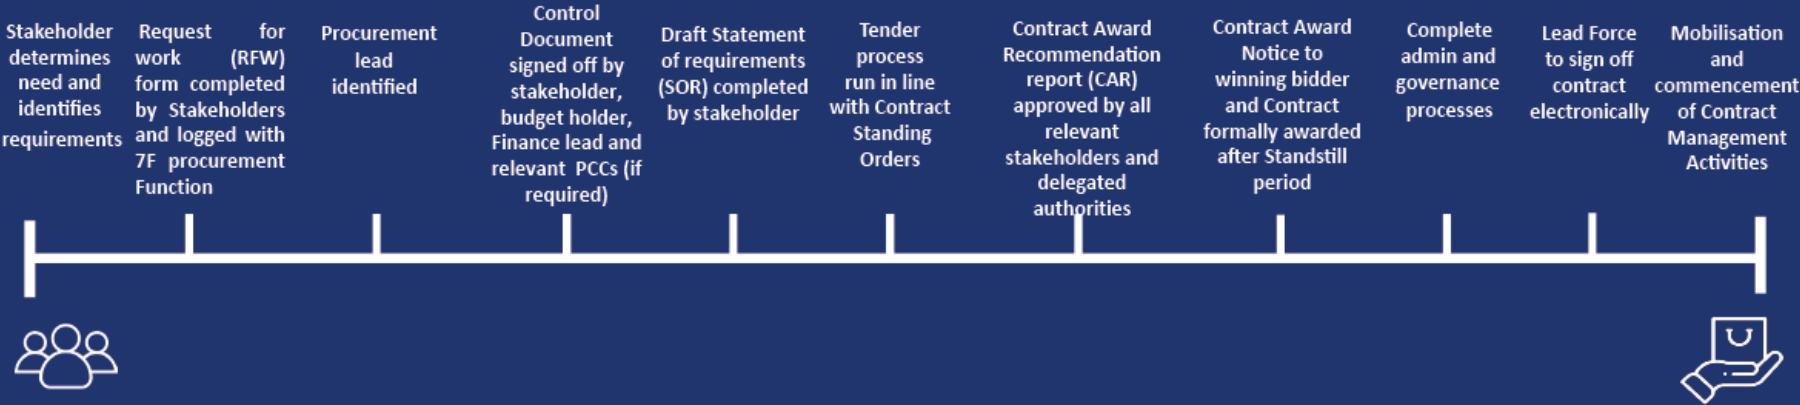 Stakeholder
determines
need and
identifies
requirements
Request for
work (RFW)
form completed
by Stakeholders
and logged with
7F procurement
Function
Procurement
lead
identified
Control
Document
signed off by
stakeholder,
budget holder,
Finance lead and
relevant PCCs (if
required)
Draft Statement
of requirements
(SOR) completed
by stakeholder
Tender
process
run in line
with Contract
Standing
Orders
Contract Award
Recommendation
report (CAR)
approved by all
relevant
stakeholders and
delegated
authorities
Contract Award
Notice to
winning bidder
and Contract
formally awarded
after Standstill
period
Complete
admin and
governance
processes
Lead Force
to sign off
contract
electronically
Mobilisation
and
commencement
of Contract
Management
Activities